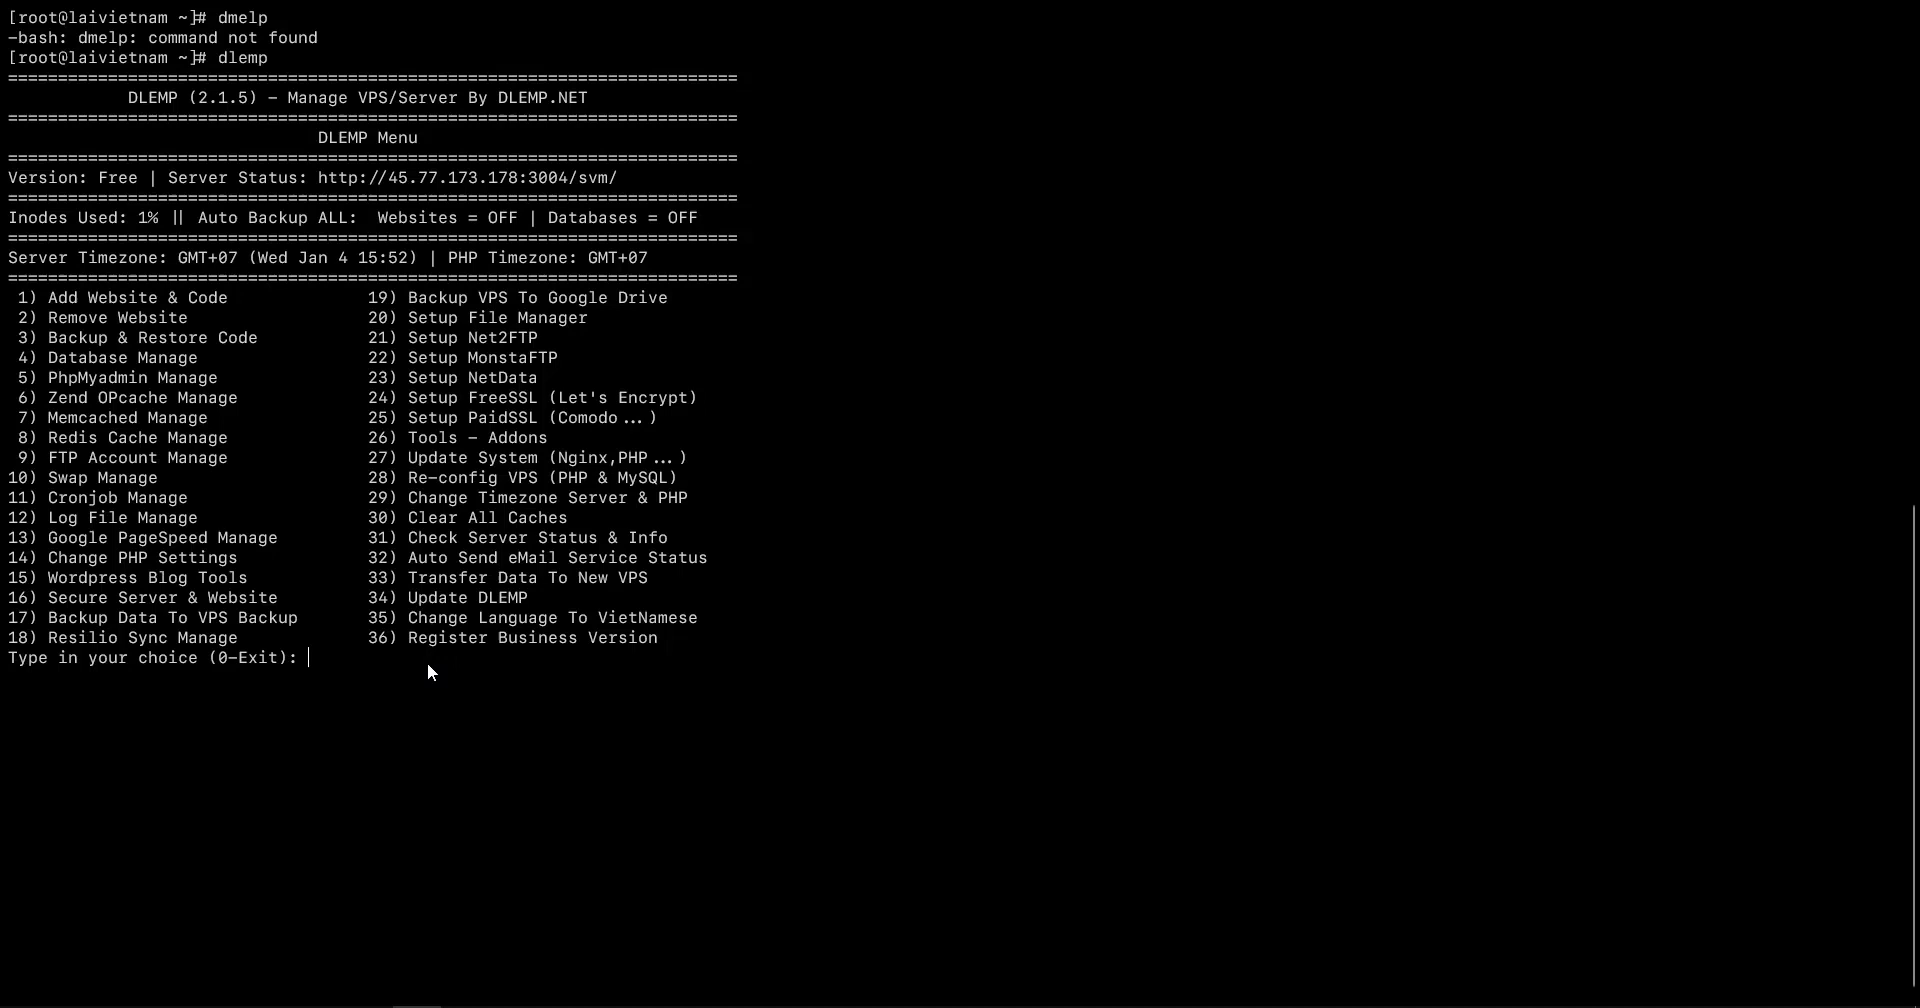 [root@laivietnam ~]# dmelp
-bash: dmelp: command not found
[root@laivietnam ~]# dlemp
=========================================================================
DLEMP (2.1.5) - Manage VPS/Server By DLEMP.NET
=========================================================================
DLEMP Menu
=========================================================================
Version: Free | Server Status: http://45.77.173.178:3004/svm/
=========================================================================
Inodes Used: 1% || Auto Backup ALL:  Websites = OFF | Databases = OFF
=========================================================================
Server Timezone: GMT+07 (Wed Jan 4 15:52) | PHP Timezone: GMT+07
=========================================================================
1) Add Website & Code 19) Backup VPS To Google Drive
2) Remove Website 20) Setup File Manager
3) Backup & Restore Code 21) Setup Net2FTP
4) Database Manage 22) Setup MonstaFTP
5) PhpMyadmin Manage 23) Setup NetData
6) Zend OPcache Manage 24) Setup FreeSSL (Let's Encrypt)
7) Memcached Manage 25) Setup PaidSSL (Comodo...)
8) Redis Cache Manage 26) Tools - Addons
9) FTP Account Manage 27) Update System (Nginx,PHP...)
10) Swap Manage 28) Re-config VPS (PHP & MySQL)
11) Cronjob Manage 29) Change Timezone Server & PHP
12) Log File Manage 30) Clear All Caches
13) Google PageSpeed Manage 31) Check Server Status & Info
14) Change PHP Settings 32) Auto Send eMail Service Status
15) Wordpress Blog Tools 33) Transfer Data To New VPS
16) Secure Server & Website 34) Update DLEMP
17) Backup Data To VPS Backup 35) Change Language To VietNamese
18) Resilio Sync Manage 36) Register Business Version
Type in your choice (0-Exit):